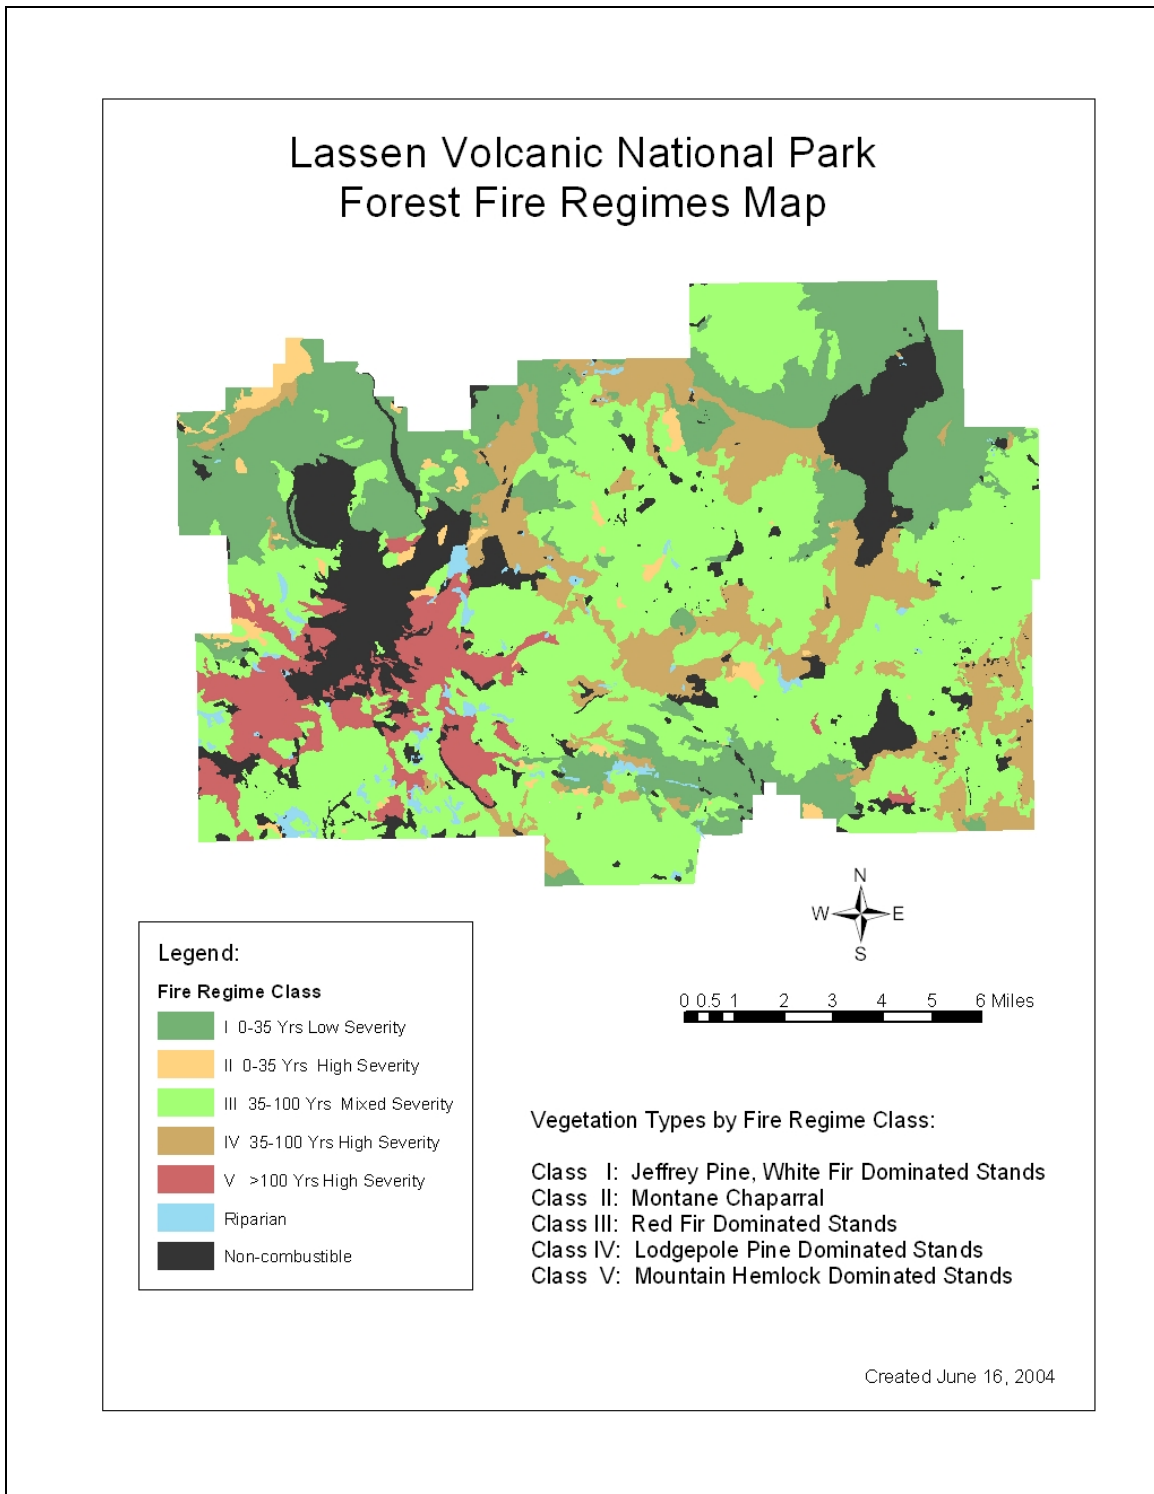 Lassen Volcanic National Park
Forest Fire Regimes Map
N
W E
S
Legend:
Fire Regime Class
I 0-35 Yrs Low Severity
II 0-35 Yrs High Severity
III 35-100 Yrs Mixed Severity
IV 35-100 Yrs High Severity
V >100 Yrs High Severity
Riparian
Non-combustible
0 0.5 1 2 3 4 5 6 Miles
Vegetation Types by Fire Regime Class:
Class I: Jeffrey Pine, White Fir Dominated Stands
Class II: Montane Chaparral
Class III: Red Fir Dominated Stands
Class IV: Lodgepole Pine Dominated Stands
Class V: Mountain Hemlock Dominated Stands
Created June 16, 2004